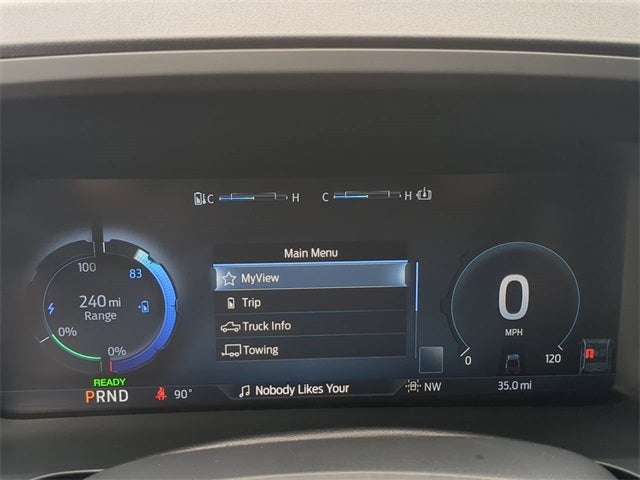 C H C H
100
83
240 mi
Range
0%
0%
Main Menu
MyView
Trip
Truck Info
Towing
0
MPH
0 120
READY
PRND 90° Nobody Likes Your NW 35.0 mi